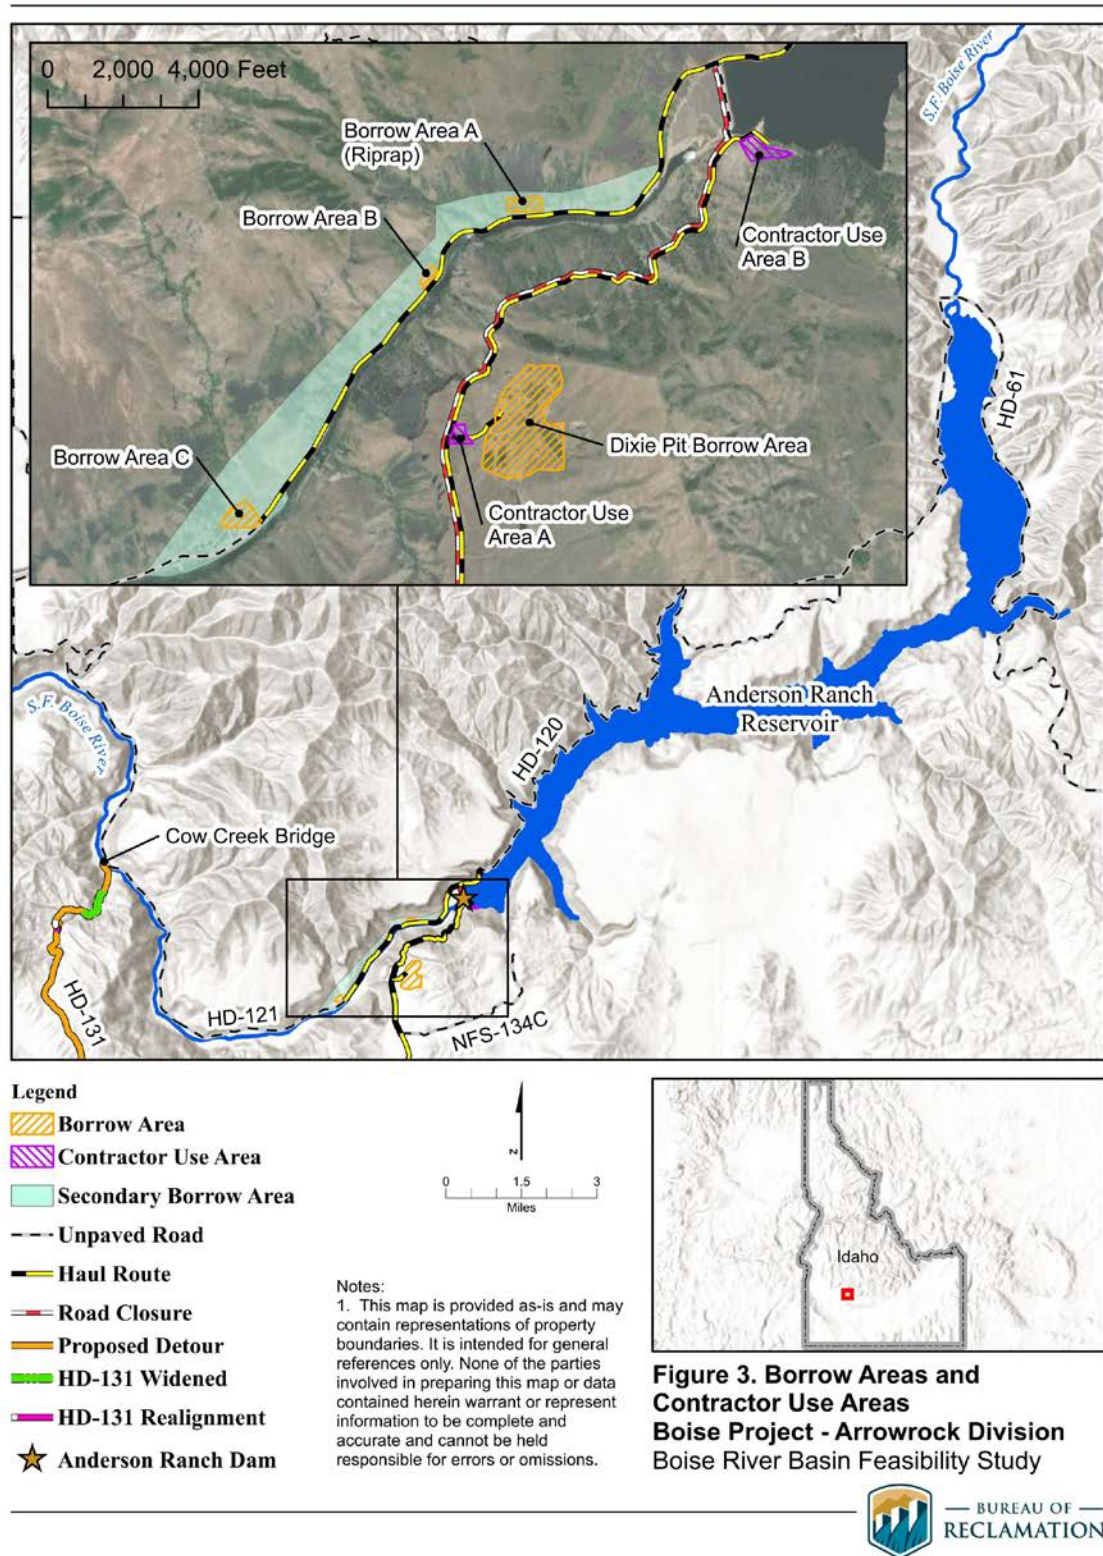 0 2,000 4,000 Feet
Borrow Area A
(Riprap)
Borrow Area B
Contractor Use
Area B
Borrow Area C
Dixie Pit Borrow Area
Contractor Use
Area A
S.F. Boise River
HD-61
Anderson Ranch
Reservoir
HD-120
S.F. Boise River
Cow Creek Bridge
HD-131
HD-121
NFS-134C
Legend
Borrow Area
Contractor Use Area
Secondary Borrow Area
Unpaved Road
Haul Route
Road Closure
Proposed Detour
HD-131 Widened
HD-131 Realignment
Anderson Ranch Dam
N
0 1.5 3
Miles
Notes:
1. This map is provided as-is and may
contain representations of property
boundaries. It is intended for general
references only. None of the parties
involved in preparing this map or data
contained herein warrant or represent
information to be complete and
accurate and cannot be held
responsible for errors or omissions.
Idaho
Figure 3. Borrow Areas and
Contractor Use Areas
Boise Project - Arrowrock Division
Boise River Basin Feasibility Study
BUREAU OF
RECLAMATION